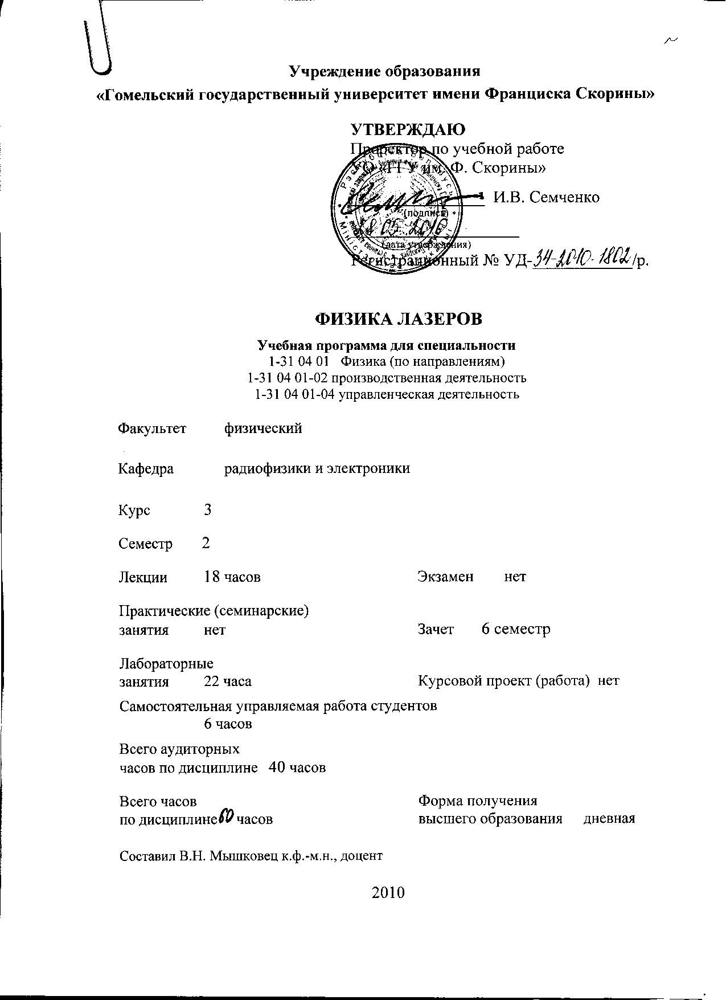 Учреждение образования
«Гомельский государственный университет имени Франциска Скорины»
УТВЕРЖДАЮ
Проректор по учебной работе
УО «ГГУ им. Ф. Скорины»
И.В. Семченко
(подпись)
28.05.2010
(дата утверждения)
Регистрационный № УД-34-2010-1802/р.
ФИЗИКА ЛАЗЕРОВ
Учебная программа для специальности
1-31 04 01 Физика (по направлениям)
1-31 04 01-02 производственная деятельность
1-31 04 01-04 управленческая деятельность
Факультет физический
Кафедра радиофизики и электроники
Курс 3
Семестр 2
Лекции 18 часов Экзамен нет
Практические (семинарские)
занятия нет Зачет 6 семестр
Лабораторные
занятия 22 часа Курсовой проект (работа) нет
Самостоятельная управляемая работа студентов
6 часов
Всего аудиторных
часов по дисциплине 40 часов
Всего часов Форма получения
по дисциплине 60 часов высшего образования дневная
Составил В.Н. Мышковец к.ф.-м.н., доцент
2010